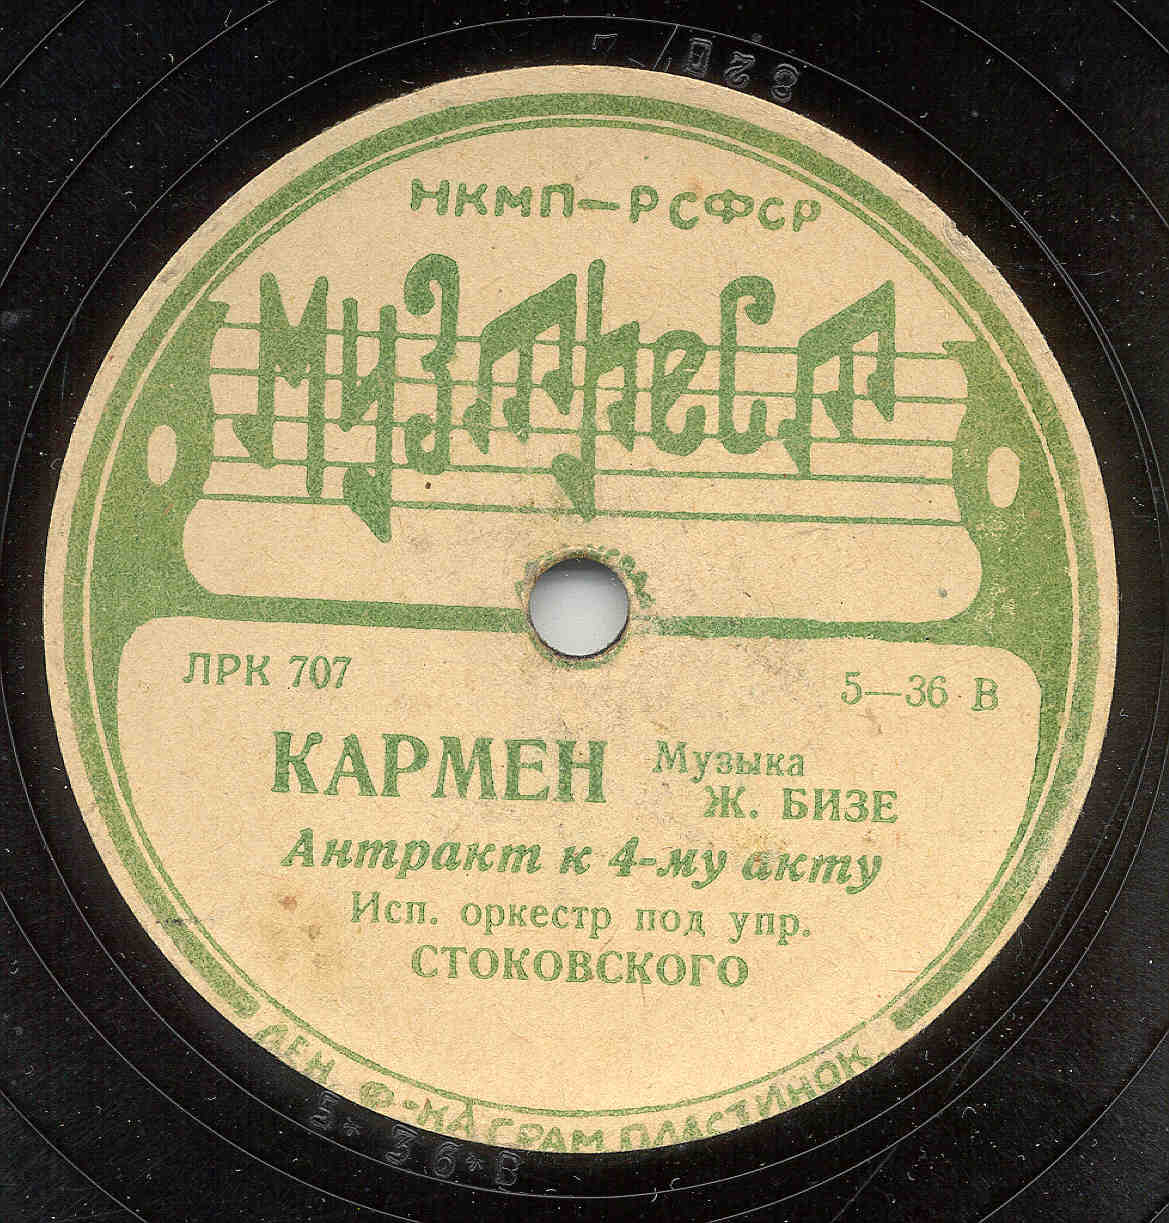 НКМП—РСФСР
Музтрест
ЛРК 707
5—36 В
КАРМЕН
Музыка
Ж. БИЗЕ
Антракт к 4-му акту
Исп. оркестр под упр.
СТОКОВСКОГО
ЛЕН. Ф-КА ГРАМ ПЛАСТИНОК
36*В